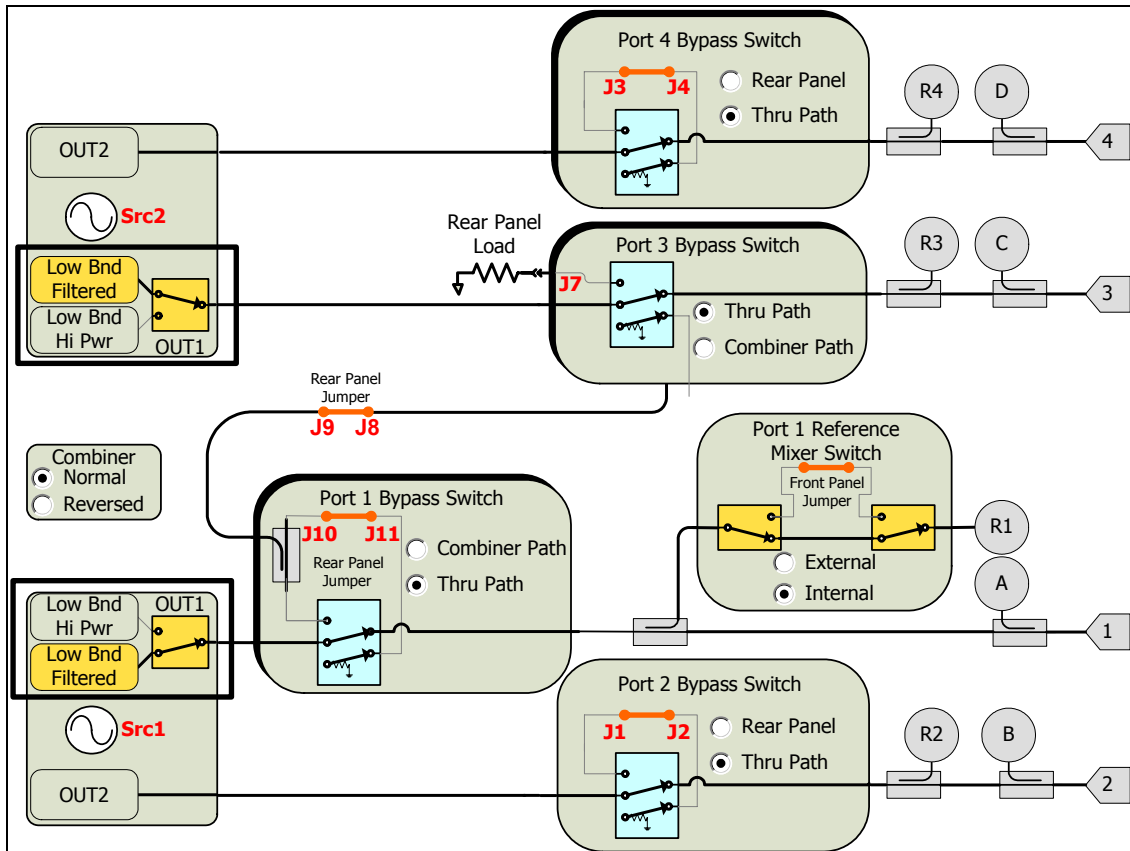 Port 4 Bypass Switch
J3
J4
Rear Panel
Thru Path
R4
D
4
OUT2
Src2
Low Bnd
Filtered
Low Bnd
Hi Pwr
OUT1
Rear Panel
Load
J7
Port 3 Bypass Switch
Thru Path
Combiner Path
R3
C
3
Rear Panel
Jumper
J9
J8
Combiner
Normal
Reversed
Port 1 Bypass Switch
J10
J11
Rear Panel
Jumper
Combiner Path
Thru Path
Port 1 Reference
Mixer Switch
Front Panel
Jumper
External
Internal
R1
A
1
Low Bnd
Hi Pwr
OUT1
Low Bnd
Filtered
Src1
OUT2
Port 2 Bypass Switch
J1
J2
Rear Panel
Thru Path
R2
B
2